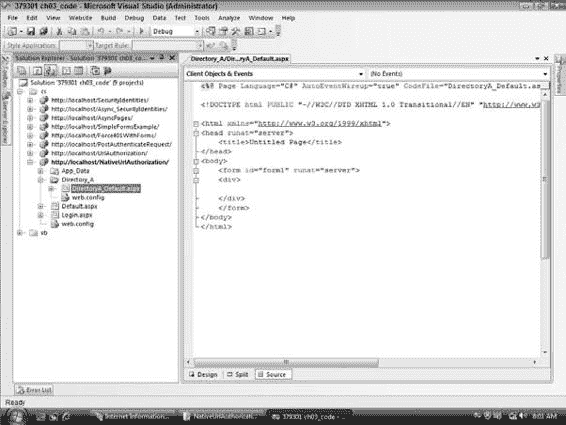 379301 ch03_code - Microsoft Visual Studio (Administrator)
File Edit View Website Build Debug Data Test Tools Analyze Window Help
Debug
Style Application: Target Rule:
Solution Explorer - Solution '379301 ch03_co...
Directory_A/Dir...ryA_Default.aspx
Solution '379301 ch03_code' (9 projects)
Client Objects & Events
(No Events)
cs
http://localhost/SecurityIdentities/
http://localhost/Async_SecurityIdentities/
http://localhost/AsyncPages/
http://localhost/SimpleFormsExample/
http://localhost/Force401WithForms/
http://localhost/PostAuthenticateRequest/
http://localhost/UrlAuthorization/
http://localhost/NativeUrlAuthorization/
App_Data
Directory_A
DirectoryA_Default.aspx
web.config
Default.aspx
Login.aspx
web.config
vb
<%@ Page Language="C#" AutoEventWireup="true" CodeFile="DirectoryA_Default.as
<!DOCTYPE html PUBLIC "-//W3C//DTD XHTML 1.0 Transitional//EN" "http://www.w3
<html xmlns="http://www.w3.org/1999/xhtml">
<head runat="server">
<title>Untitled Page</title>
</head>
<body>
<form id="form1" runat="server">
<div>
</div>
</form>
</body>
</html>
Server Explorer
Properties
Design Split Source
Error List
Ready
Internet Information...
NativeUrlAuthorizatio...
379301 ch03_code - ...
8:01 AM